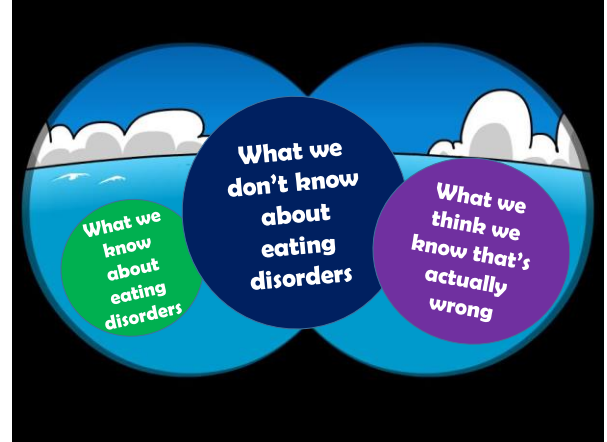 What we
know
about
eating
disorders
What we
don't know
about
eating
disorders
What we
think we
know that's
actually
wrong